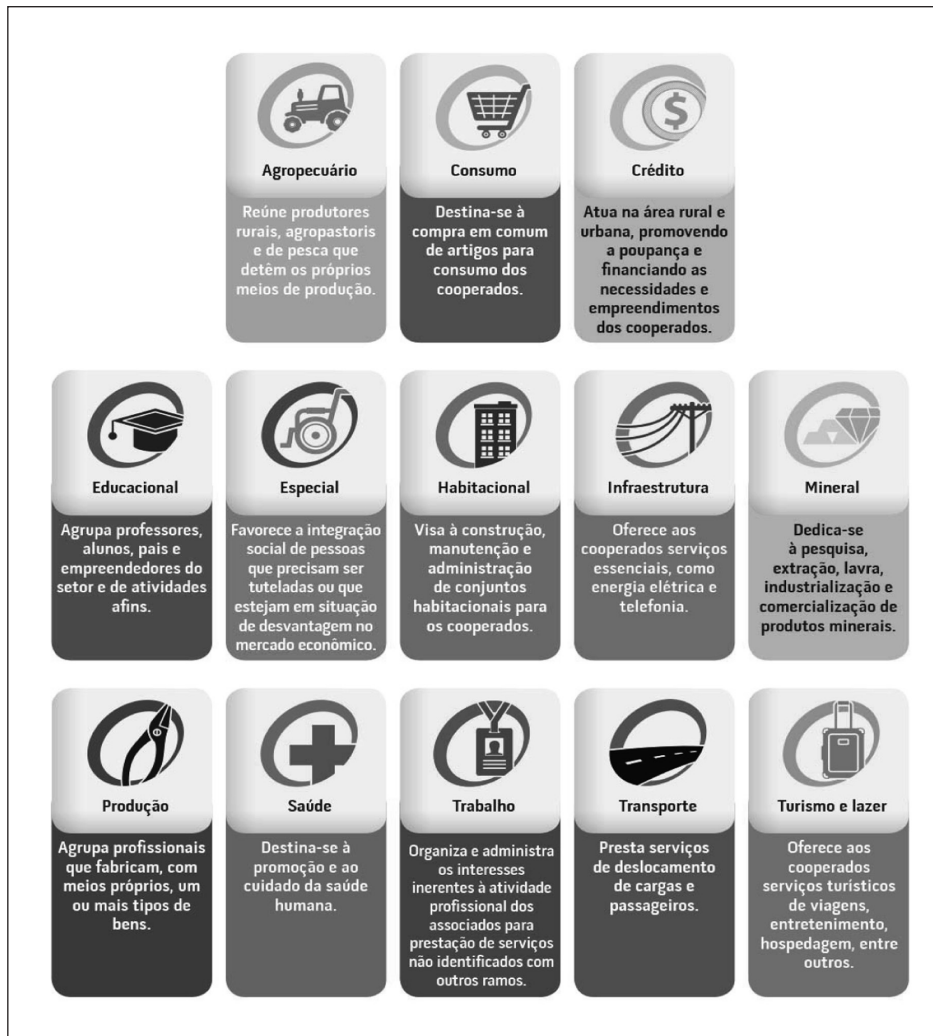 Agropecuário
Reúne produtores
rurais, agropastoris
e de pesca que
detêm os próprios
meios de produção.
Consumo
Destina-se à
compra em comum
de artigos para
consumo dos
cooperados.
$
Crédito
Atua na área rural e
urbana, promovendo
a poupança e
financiando as
necessidades e
empreendimentos
dos cooperados.
Educacional
Agrupa professores,
alunos, pais e
empreendedores do
setor e de atividades
afins.
Especial
Favorece a integração
social de pessoas
que precisam ser
tuteladas ou que
estejam em situação
de desvantagem no
mercado econômico.
Habitacional
Visa à construção,
manutenção e
administração
de conjuntos
habitacionais para
os cooperados.
Infraestrutura
Oferece aos
cooperados serviços
essenciais, como
energia elétrica e
telefonia.
Mineral
Dedica-se
à pesquisa,
extração, lavra,
industrialização e
comercialização de
produtos minerais.
Produção
Agrupa profissionais
que fabricam, com
meios próprios, um
ou mais tipos de
bens.
Saúde
Destina-se à
promoção e ao
cuidado da saúde
humana.
Trabalho
Organiza e administra
os interesses
inerentes à atividade
profissional dos
associados para
prestação de serviços
não identificados com
outros ramos.
Transporte
Presta serviços
de deslocamento
de cargas e
passageiros.
Turismo e lazer
Oferece aos
cooperados
serviços turísticos
de viagens,
entretenimento,
hospedagem, entre
outros.